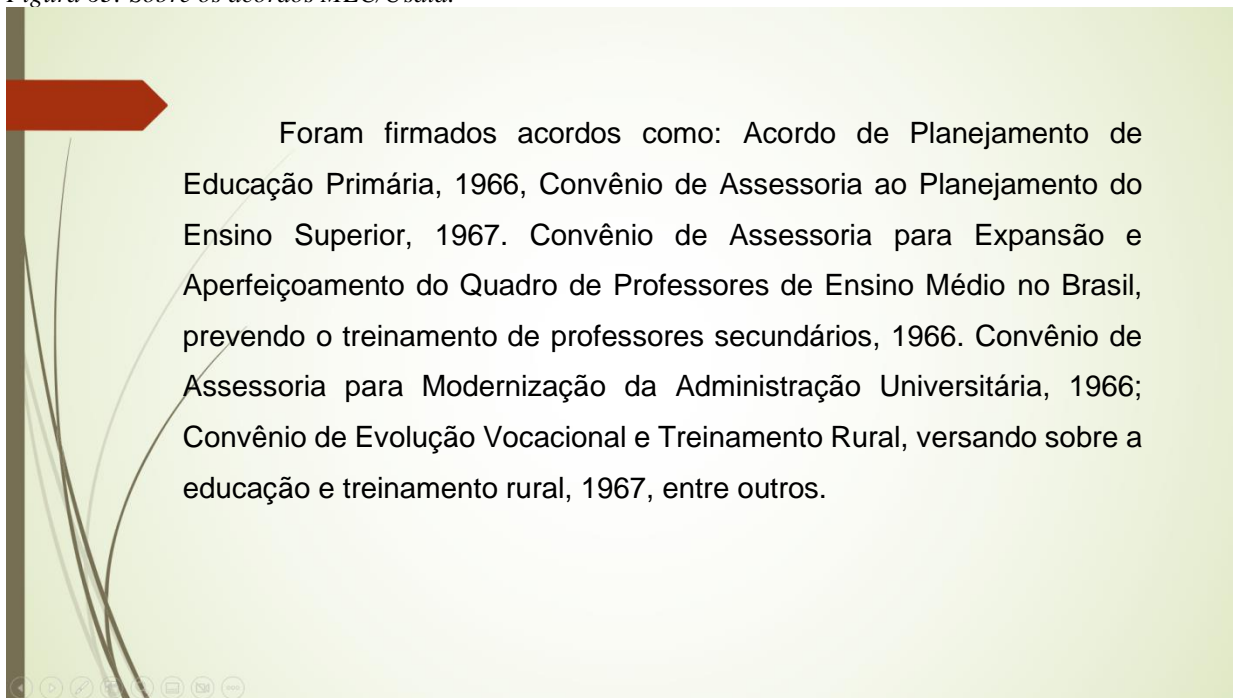 Foram firmados acordos como: Acordo de Planejamento de
Educação Primária, 1966, Convênio de Assessoria ao Planejamento do
Ensino Superior, 1967. Convênio de Assessoria para Expansão e
Aperfeiçoamento do Quadro de Professores de Ensino Médio no Brasil,
prevendo o treinamento de professores secundários, 1966. Convênio de
Assessoria para Modernização da Administração Universitária, 1966;
Convênio de Evolução Vocacional e Treinamento Rural, versando sobre a
educação e treinamento rural, 1967, entre outros.